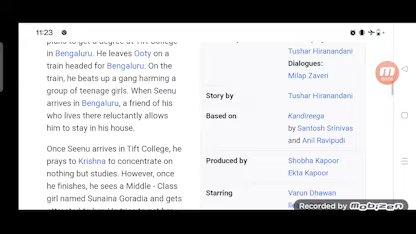 11:23
plans to get a degree at Tift College
in Bengaluru. He leaves Ooty on a
train headed for Bengaluru. On the
train, he beats up a gang harming a
group of teenage girls. When Seenu
arrives in Bengaluru, a friend of his
who lives there reluctantly allows
him to stay in his house.
Once Seenu arrives in Tift College, he
prays to Krishna to concentrate on
nothing but studies. However, once
he finishes, he sees a Middle - Class
girl named Sunaina Goradia and gets
Tushar Hiranandani
Dialogues:
Milap Zaveri
Story by Tushar Hiranandani
Based on Kandireega
by Santosh Srinivas
and Anil Ravipudi
Produced by Shobha Kapoor
Ekta Kapoor
Starring Varun Dhawan
Recorded by Mobizen